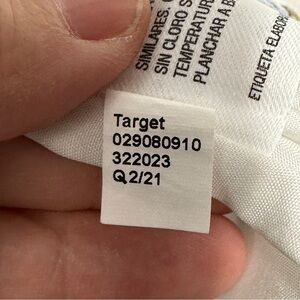 SIMILARES.
SIN CLORO S
TEMPERATUR
PLANCHAR A B
ETIQUETA ELABOR
Target
029080910
322023
Q2/21